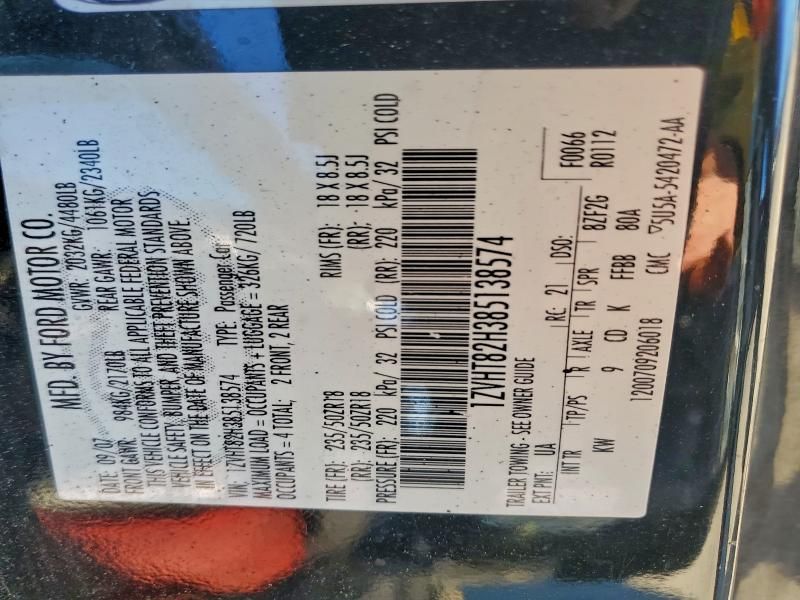 MFD. BY FORD MOTOR CO.
DATE: 09/07 GVWR: 2032KG/4480LB
FRONT GAWR: 984KG/2170LB REAR GAWR: 1061KG/2340LB
THIS VEHICLE CONFORMS TO ALL APPLICABLE FEDERAL MOTOR
VEHICLE SAFETY, BUMPER, AND THEFT PREVENTION STANDARDS
IN EFFECT ON THE DATE OF MANUFACTURE SHOWN ABOVE.
VIN: 1ZVHT82H385138574 TYPE: Passenger Car
MAXIMUM LOAD = OCCUPANTS + LUGGAGE = 326KG/720LB
OCCUPANTS = 4 TOTAL; 2 FRONT, 2 REAR
TIRE (FR): 235/50ZR18 RIMS (FR): 18 X 8.5J
(RR): 235/50ZR18 (RR): 18 X 8.5J
PRESSURE (FR): 220 kPa/ 32 PSI COLD (RR): 220 kPa/ 32 PSI COLD
1ZVHT82H385138574
TRAILER TOWING - SEE OWNER GUIDE F0066
EXT PNT: UA RC: 21 DSO: R0112
INT TR TP/PS R AXLE TR SPR 8ZF2G
KW 9 CD K FFBB 80A
1200709206018 CMC ▽5U5A-5420472-AA